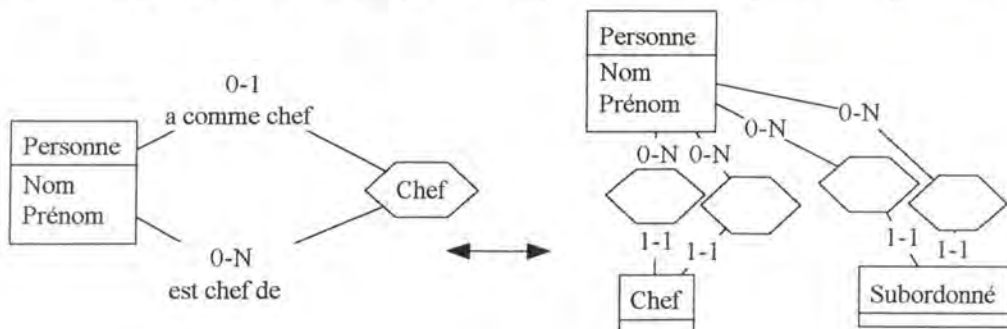 0-1
a comme chef
Personne
Nom
Prénom
Chef
0-N
est chef de
Personne
Nom
Prénom
0-N
0-N
0-N
0-N
1-1
1-1
1-1
1-1
Chef
Subordonné